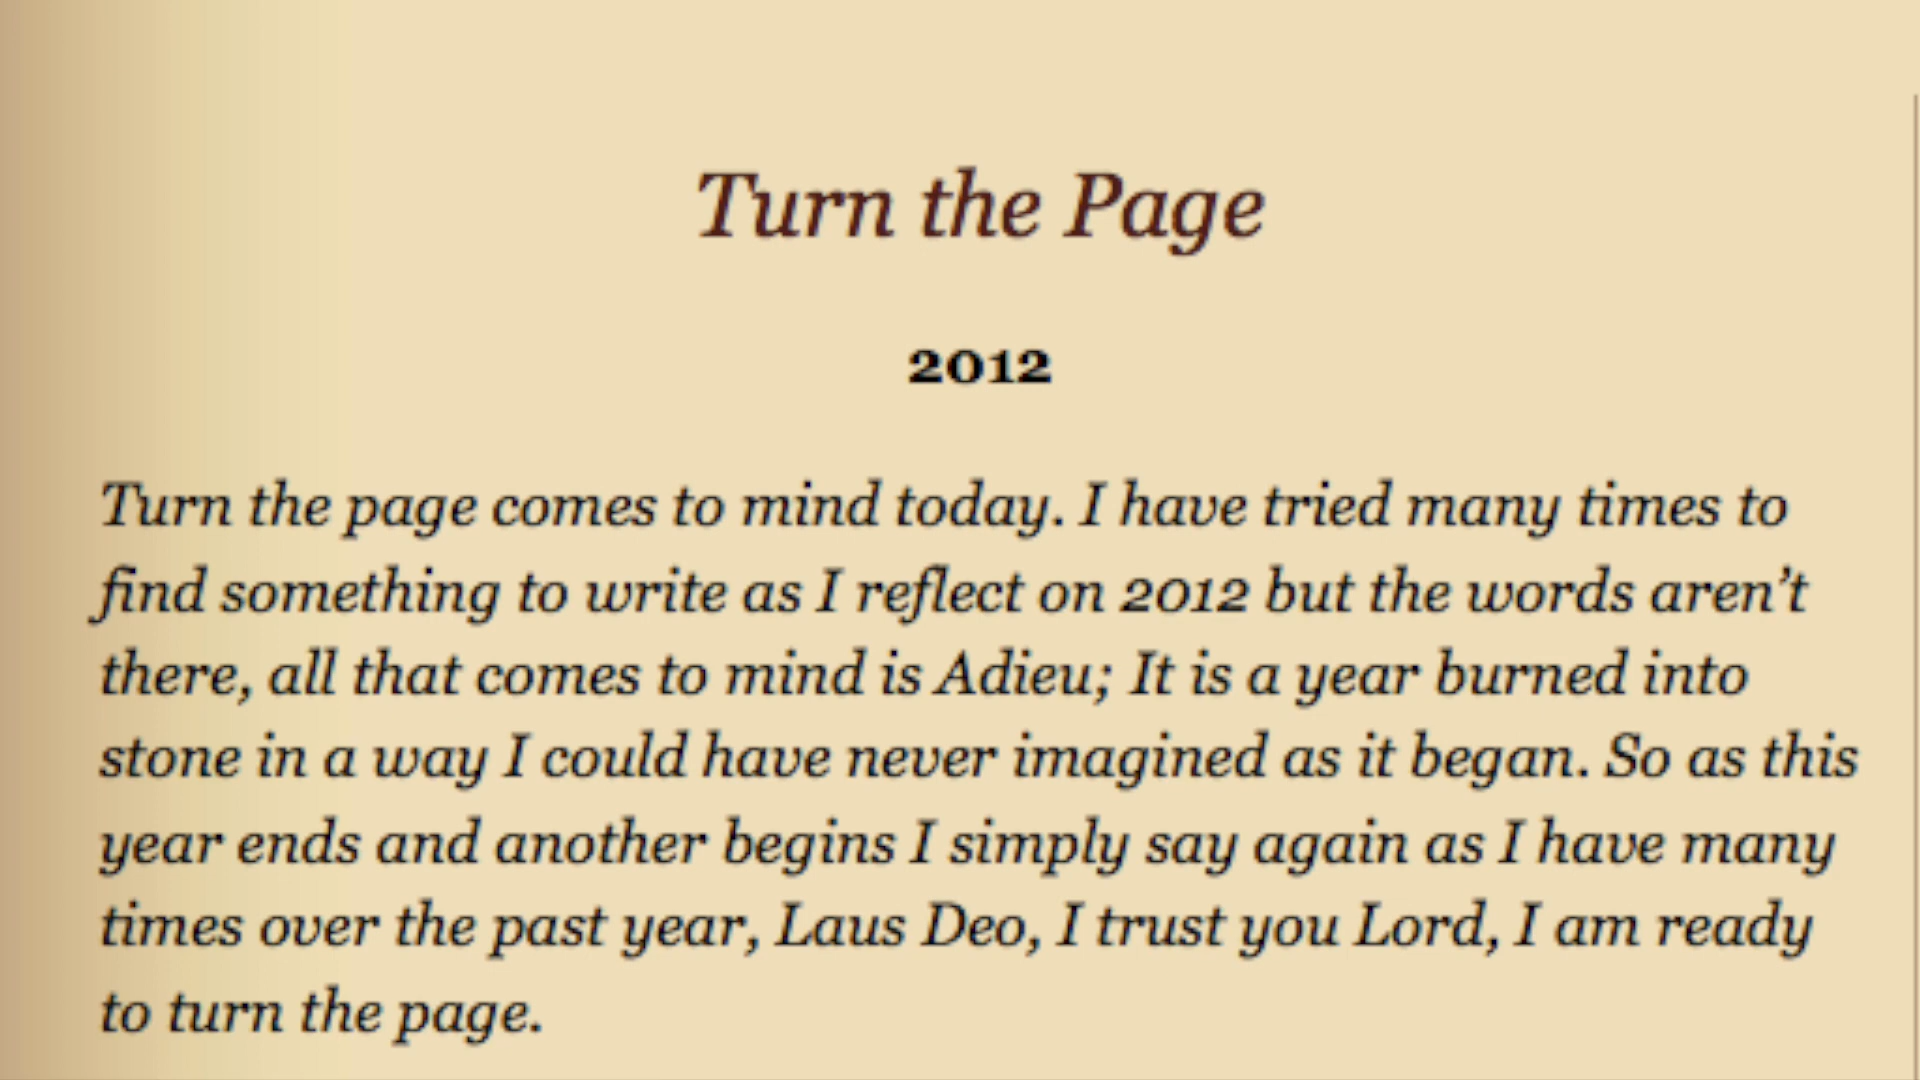 Turn the Page
2012
Turn the page comes to mind today. I have tried many times to
find something to write as I reflect on 2012 but the words aren’t
there, all that comes to mind is Adieu; It is a year burned into
stone in a way I could have never imagined as it began. So as this
year ends and another begins I simply say again as I have many
times over the past year, Laus Deo, I trust you Lord, I am ready
to turn the page.